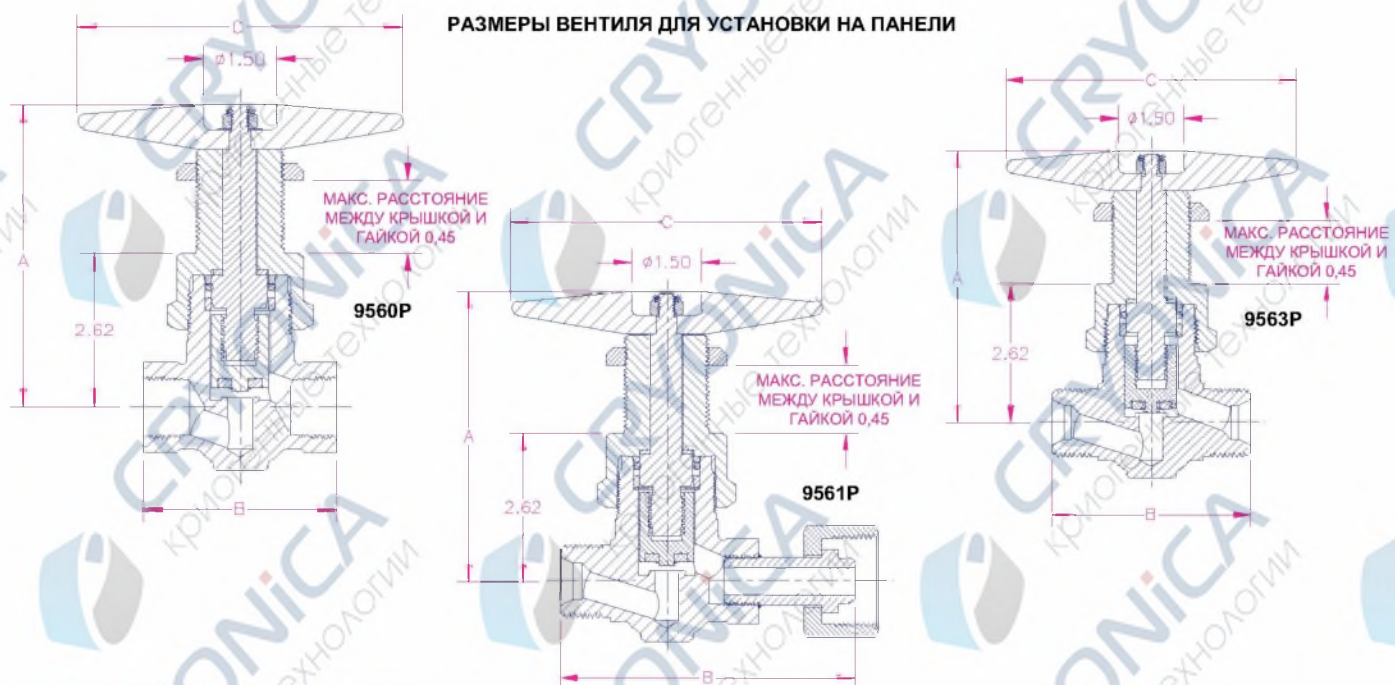 РАЗМЕРЫ ВЕНТИЛЯ ДЛЯ УСТАНОВКИ НА ПАНЕЛИ
C
ø1.50
A
МАКС. РАССТОЯНИЕ
МЕЖДУ КРЫШКОЙ И
ГАЙКОЙ 0,45
2.62
9560P
B
C
ø1.50
A
МАКС. РАССТОЯНИЕ
МЕЖДУ КРЫШКОЙ И
ГАЙКОЙ 0,45
2.62
9561P
B
C
ø1.50
A
МАКС. РАССТОЯНИЕ
МЕЖДУ КРЫШКОЙ И
ГАЙКОЙ 0,45
2.62
9563P
B
CRYONiCA
криогенные технологии